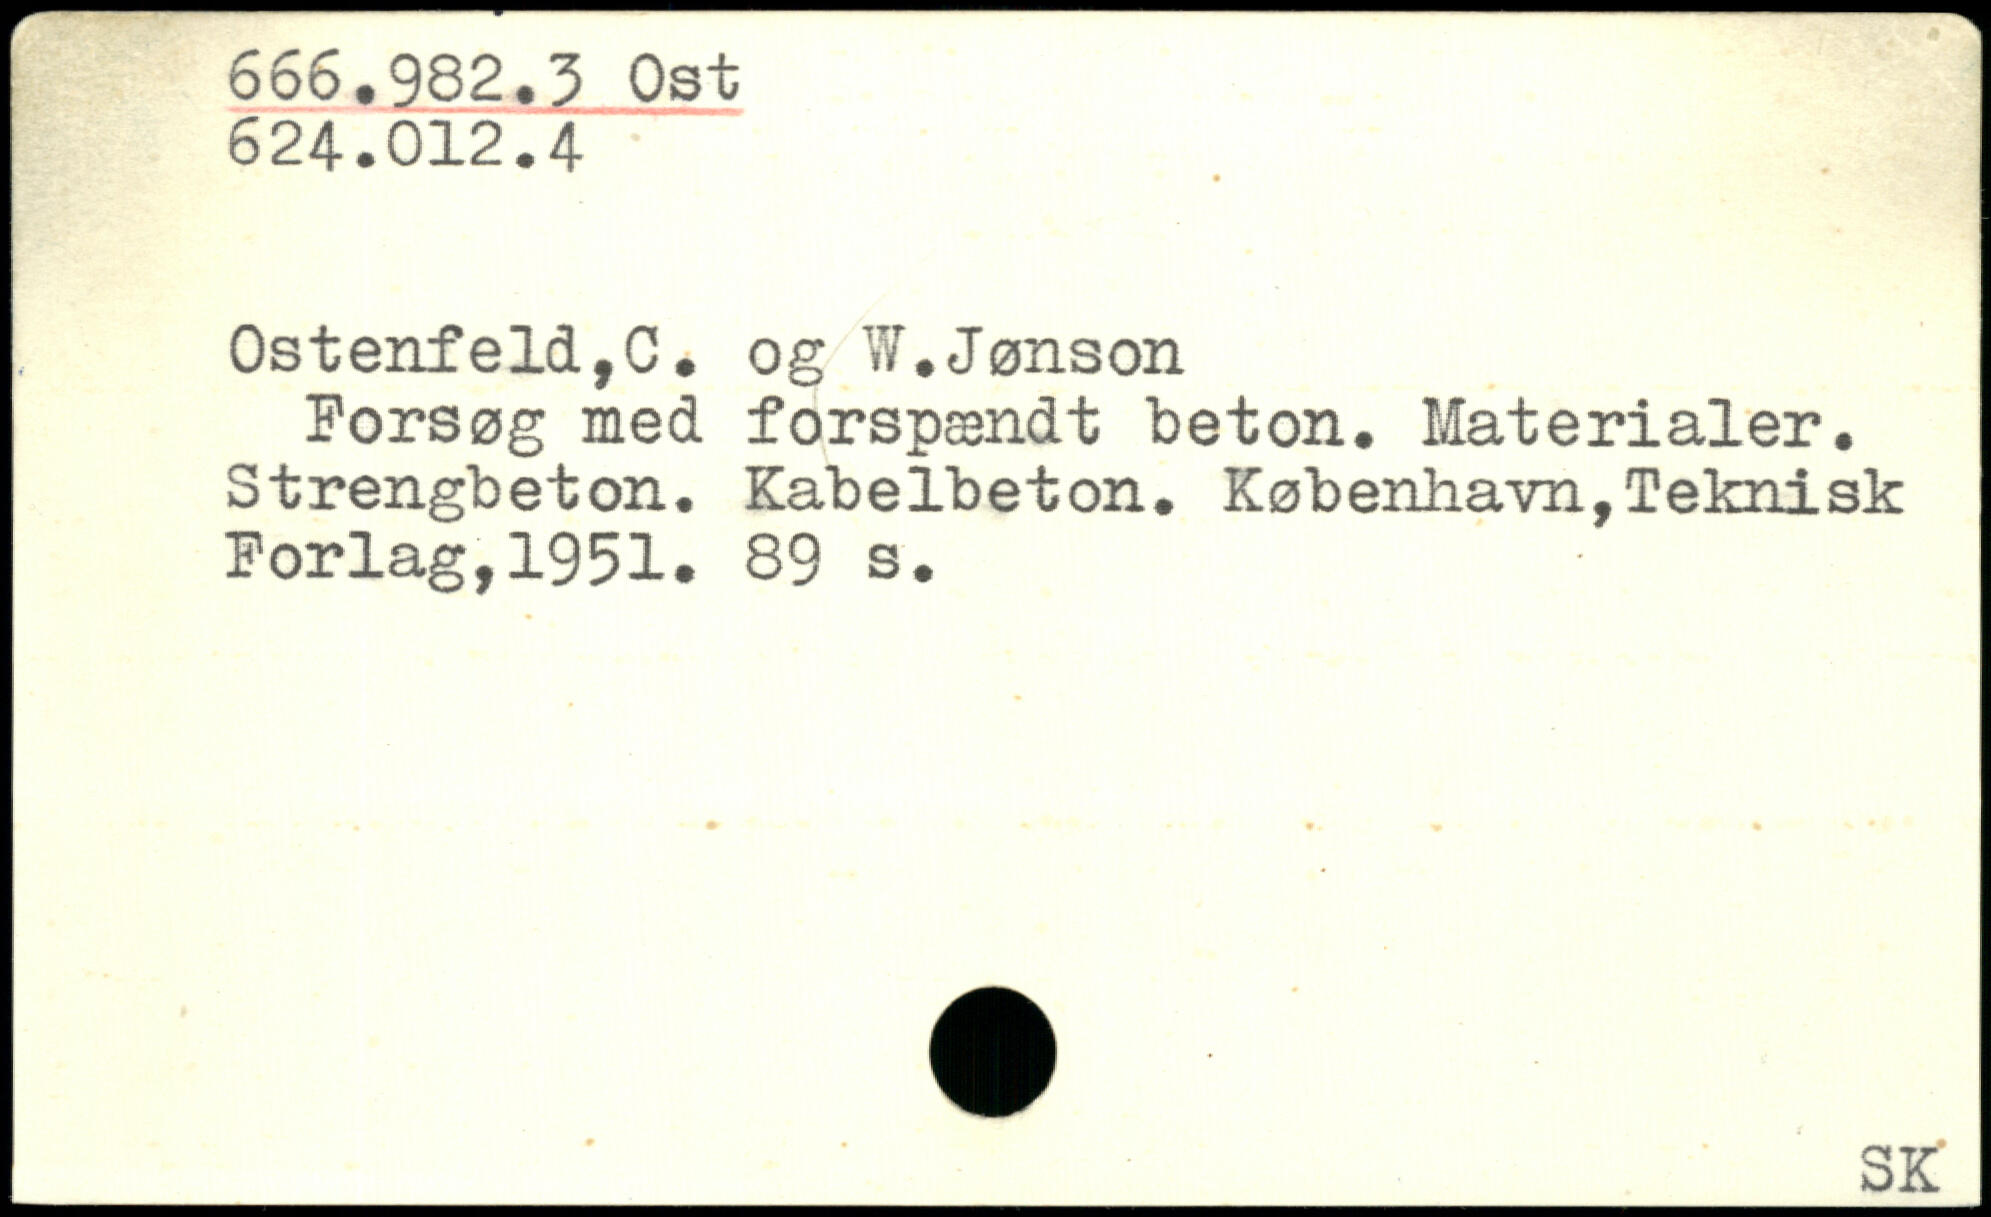 666.982.3 Ost
624.012.4
Ostenfeld,C. og W.Jønson
Forsøg med forspændt beton. Materialer.
Strengbeton. Kabelbeton. København,Teknisk
Forlag,1951. 89 s.
SK